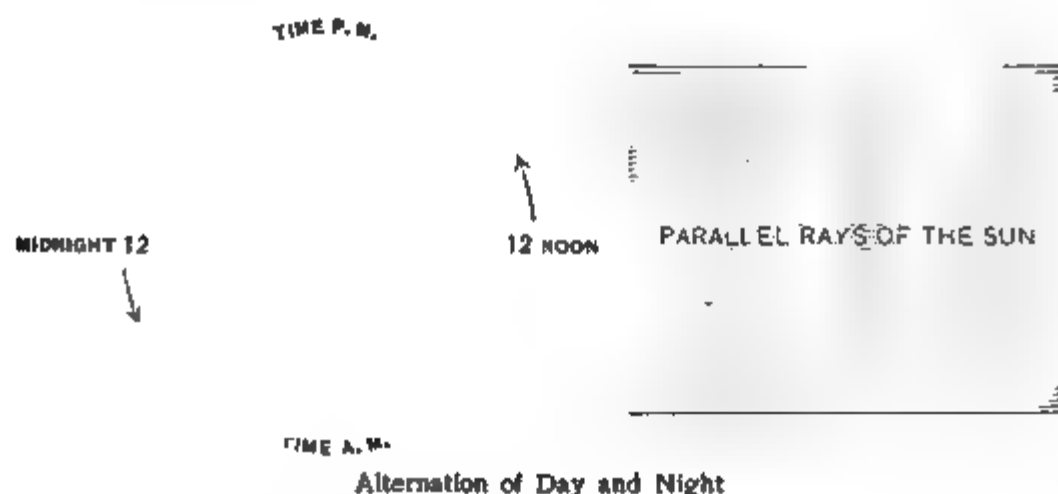 TIME P. M.
MIDNIGHT 12
12 NOON
PARALLEL RAYS OF THE SUN
TIME A. M.
Alternation of Day and Night